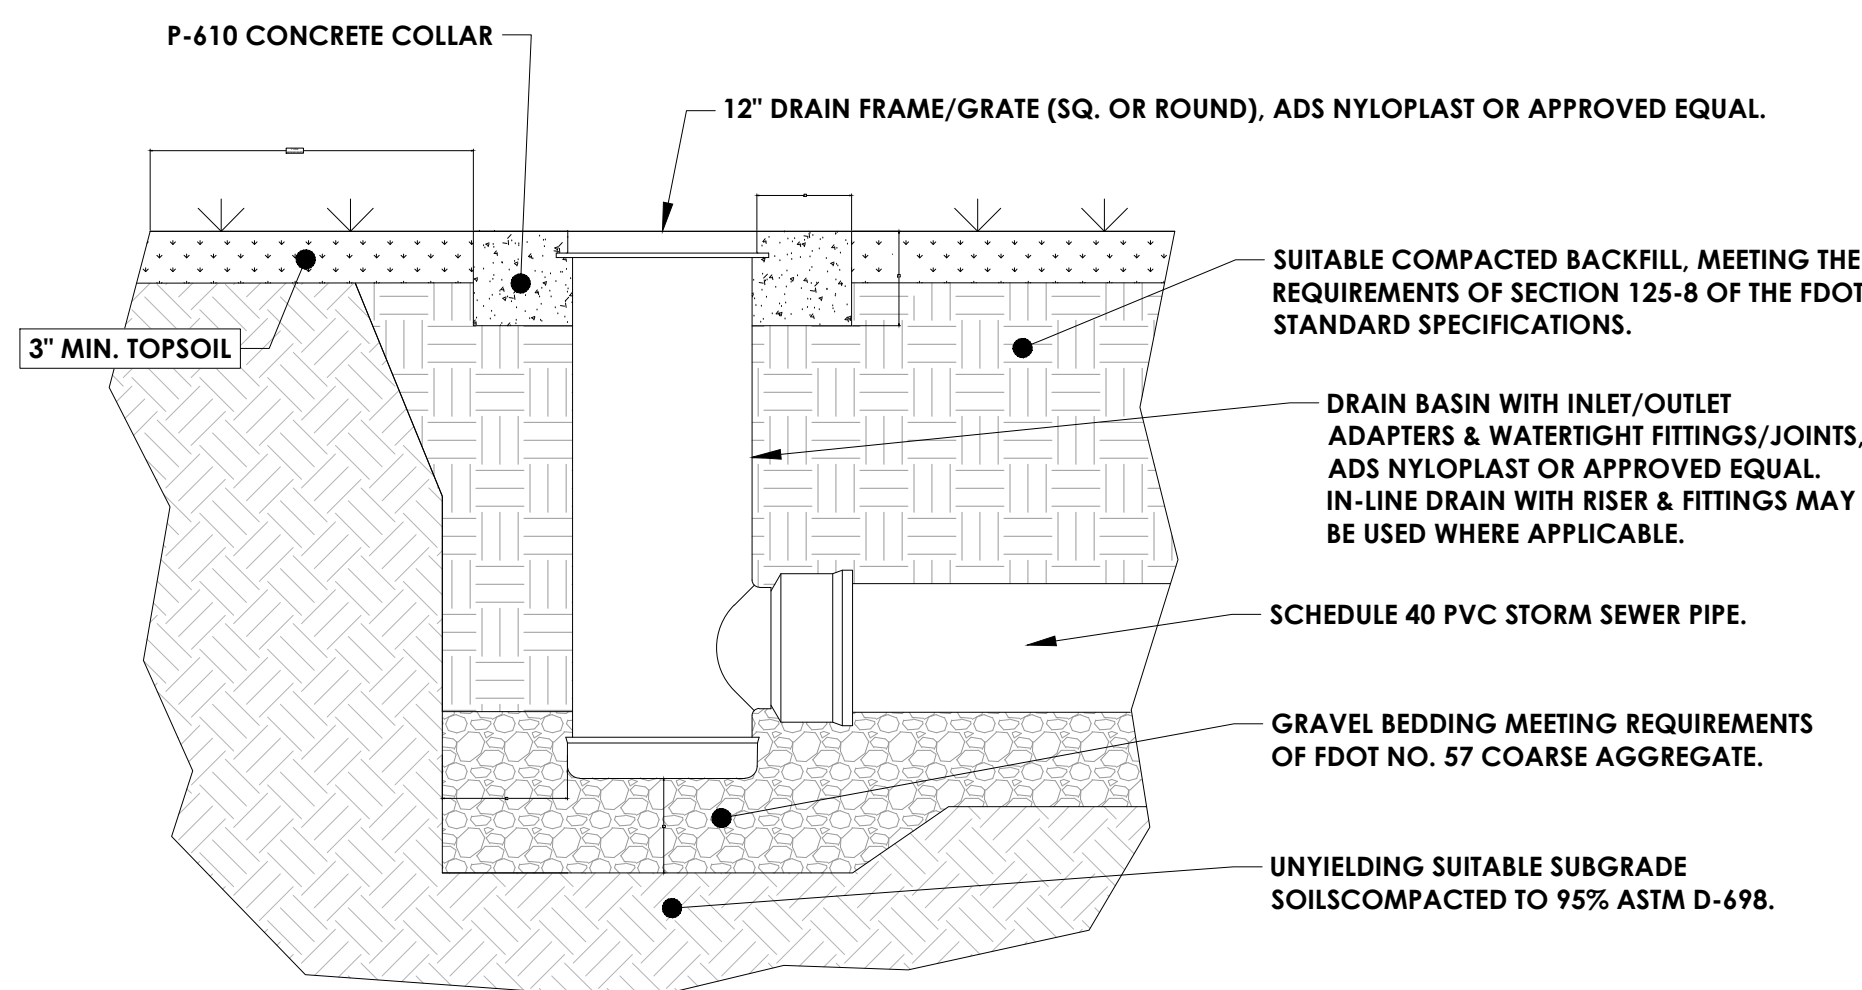 P-610 CONCRETE COLLAR
12" DRAIN FRAME/GRATE (SQ. OR ROUND), ADS NYLOPLAST OR APPROVED EQUAL.
SUITABLE COMPACTED BACKFILL, MEETING THE
REQUIREMENTS OF SECTION 125-8 OF THE FDOT
STANDARD SPECIFICATIONS.
3" MIN. TOPSOIL
DRAIN BASIN WITH INLET/OUTLET
ADAPTERS & WATERTIGHT FITTINGS/JOINTS,
ADS NYLOPLAST OR APPROVED EQUAL.
IN-LINE DRAIN WITH RISER & FITTINGS MAY
BE USED WHERE APPLICABLE.
SCHEDULE 40 PVC STORM SEWER PIPE.
GRAVEL BEDDING MEETING REQUIREMENTS
OF FDOT NO. 57 COARSE AGGREGATE.
UNYIELDING SUITABLE SUBGRADE
SOILSCOMPACTED TO 95% ASTM D-698.